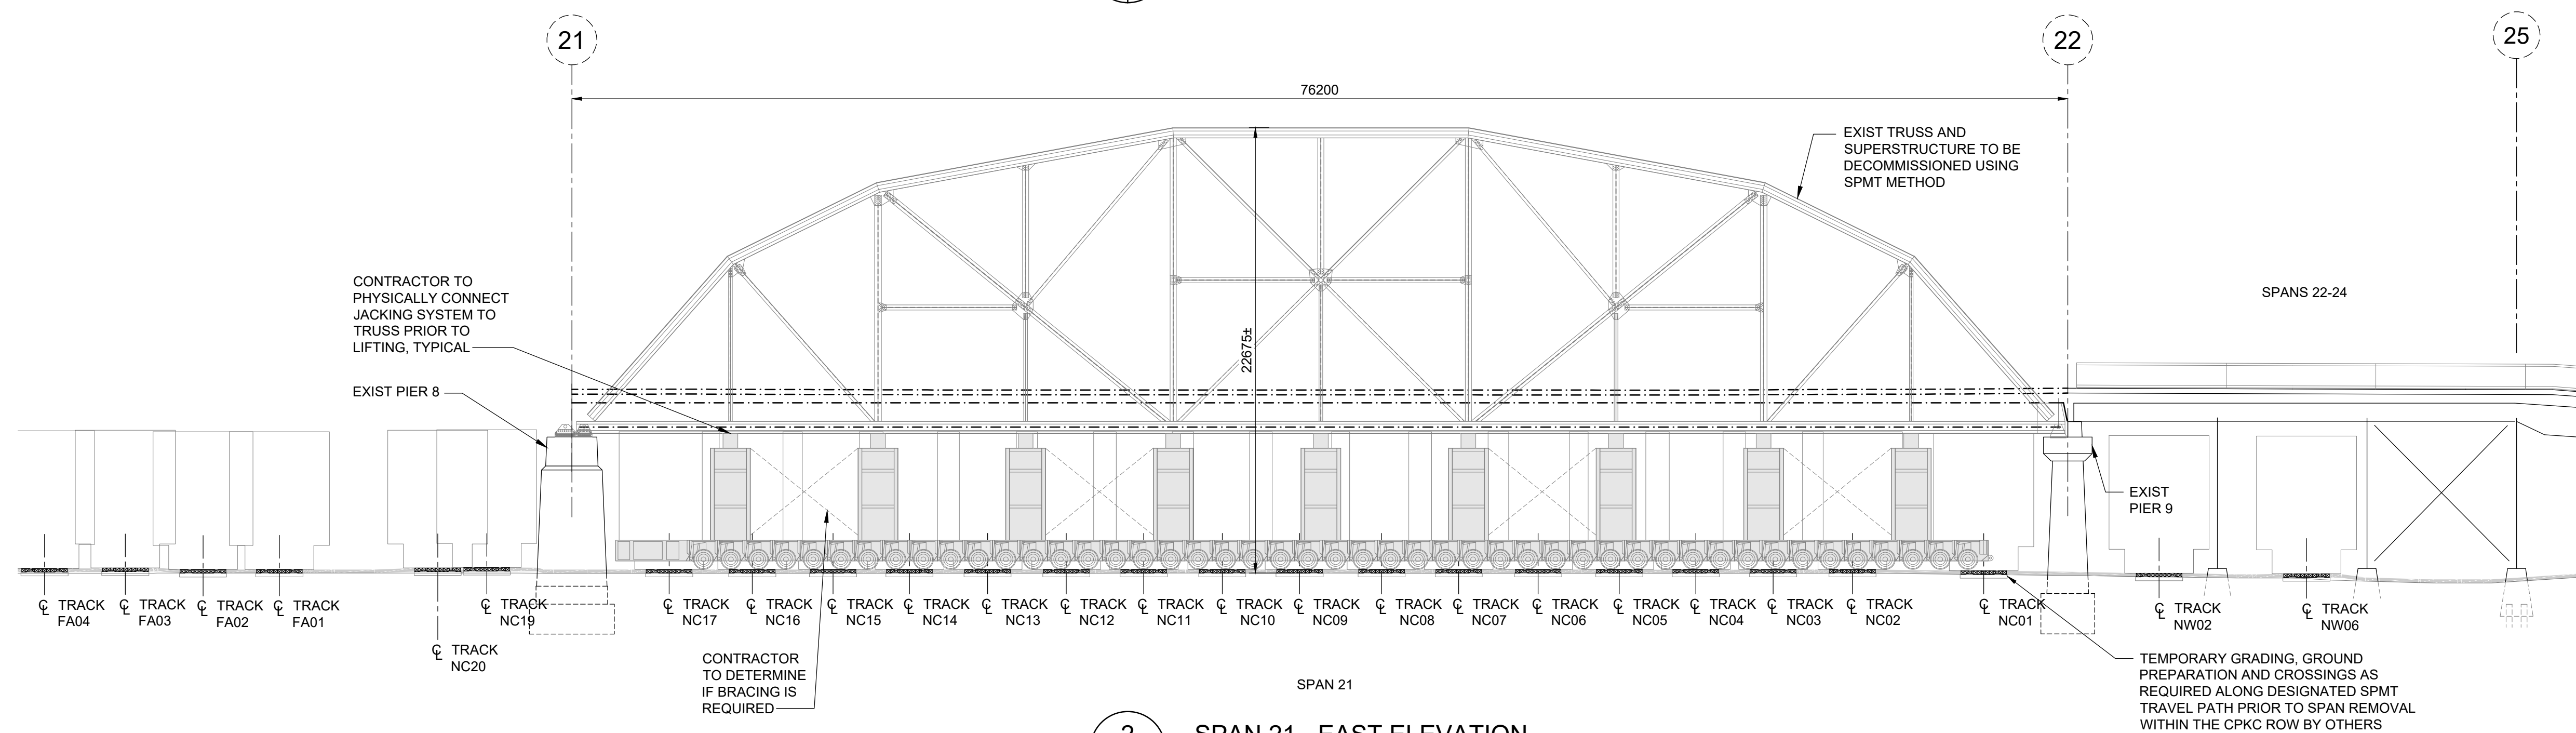 21
22
25
76200
EXIST TRUSS AND
SUPERSTRUCTURE TO BE
DECOMMISSIONED USING
SPMT METHOD
CONTRACTOR TO
PHYSICALLY CONNECT
JACKING SYSTEM TO
TRUSS PRIOR TO
LIFTING, TYPICAL
SPANS 22-24
22675±
EXIST PIER 8
EXIST
PIER 9
℄ TRACK
FA04
℄ TRACK
FA03
℄ TRACK
FA02
℄ TRACK
FA01
℄ TRACK
NC20
℄ TRACK
NC19
℄ TRACK
NC17
℄ TRACK
NC16
℄ TRACK
NC15
℄ TRACK
NC14
℄ TRACK
NC13
℄ TRACK
NC12
℄ TRACK
NC11
℄ TRACK
NC10
℄ TRACK
NC09
℄ TRACK
NC08
℄ TRACK
NC07
℄ TRACK
NC06
℄ TRACK
NC05
℄ TRACK
NC04
℄ TRACK
NC03
℄ TRACK
NC02
℄ TRACK
NC01
℄ TRACK
NW02
℄ TRACK
NW06
CONTRACTOR
TO DETERMINE
IF BRACING IS
REQUIRED
SPAN 21
TEMPORARY GRADING, GROUND
PREPARATION AND CROSSINGS AS
REQUIRED ALONG DESIGNATED SPMT
TRAVEL PATH PRIOR TO SPAN REMOVAL
WITHIN THE CPKC ROW BY OTHERS
2 SPAN 21 - EAST ELEVATION